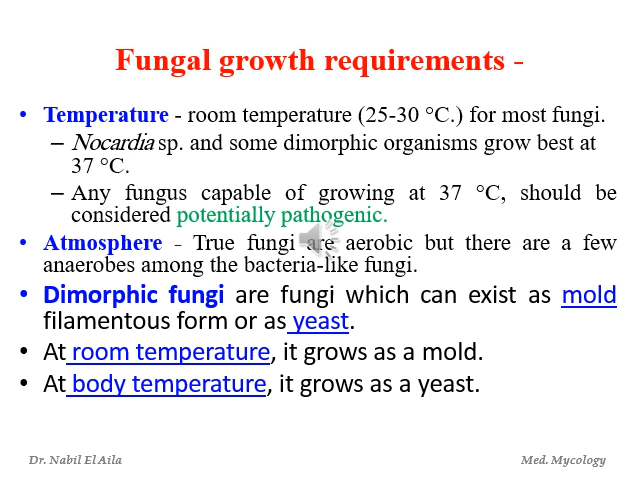 Fungal growth requirements -
• Temperature - room temperature (25-30 °C.) for most fungi.
– Nocardia sp. and some dimorphic organisms grow best at
37 °C.
– Any fungus capable of growing at 37 °C, should be
considered potentially pathogenic.
• Atmosphere - True fungi are aerobic but there are a few
anaerobes among the bacteria-like fungi.
• Dimorphic fungi are fungi which can exist as mold
filamentous form or as yeast.
• At room temperature, it grows as a mold.
• At body temperature, it grows as a yeast.
Dr. Nabil El Aila
Med. Mycology